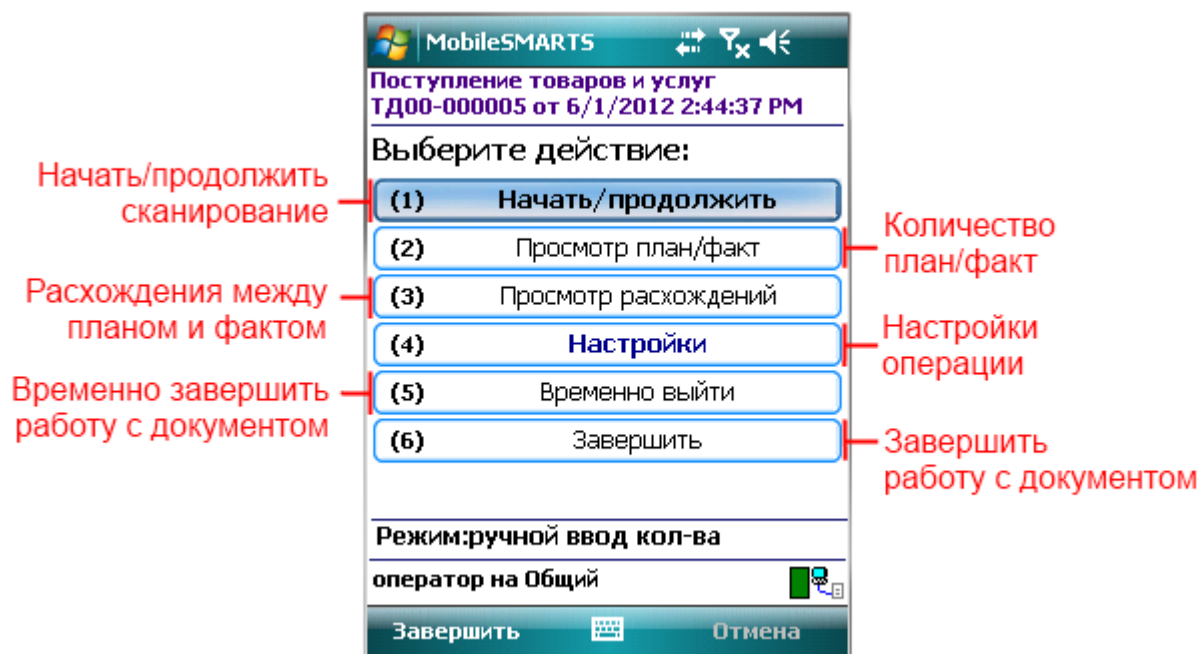 MobileSMARTS
Поступление товаров и услуг
ТД00-000005 от 6/1/2012 2:44:37 PM
Выберите действие:
Начать/продолжить
сканирование
(1) Начать/продолжить
(2) Просмотр план/факт
Количество
план/факт
Расхождения между
планом и фактом
(3) Просмотр расхождений
(4) Настройки
Настройки
операции
Временно завершить
работу с документом
(5) Временно выйти
(6) Завершить
Завершить
работу с документом
Режим:ручной ввод кол-ва
оператор на Общий
Завершить Отмена